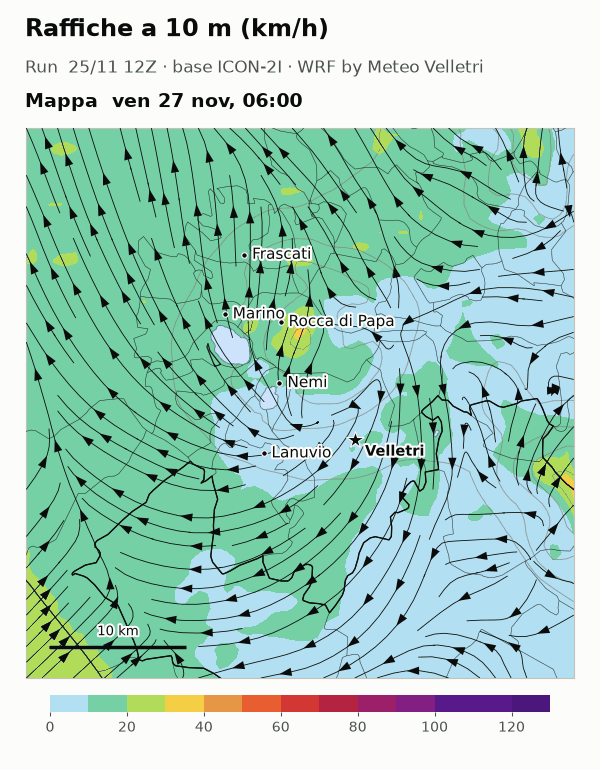 Raffiche a 10 m (km/h)
Run  25/11 12Z · base ICON-2I · WRF by Meteo Velletri
Mappa  ven 27 nov, 06:00
Frascati
Marino
Rocca di Papa
Nemi
Velletri
Lanuvio
10 km
0 20 40 60 80 100 120